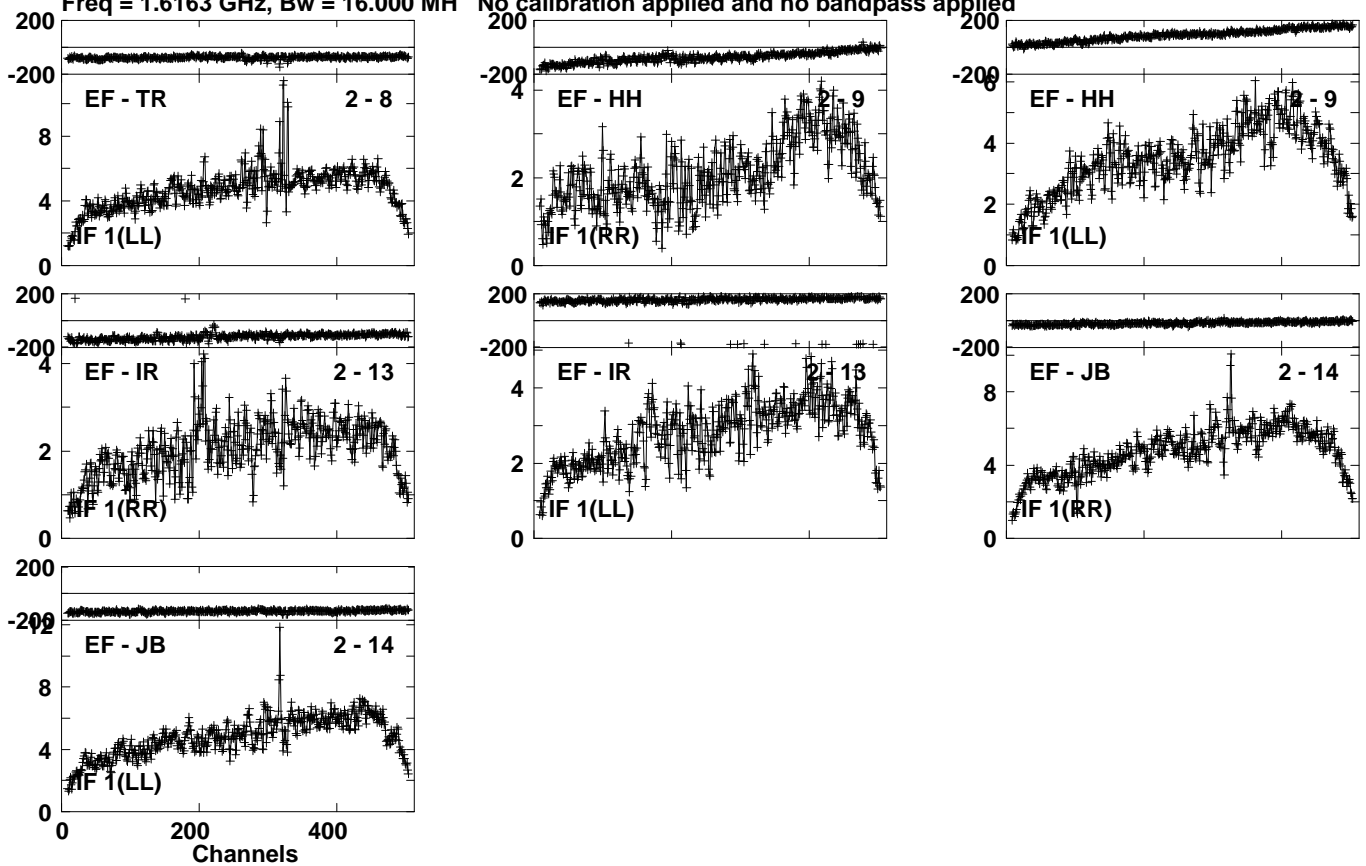 Freq = 1.6163 GHz, Bw = 16.000 MH No calibration applied and no bandpass applied
200 200 200
-200 -200 -200
EF - TR 2 - 8 4 EF - HH 2 - 9 6 EF - HH 2 - 9
8 4
4 2 2
IF 1(LL) IF 1(RR) IF 1(LL)
0 0 0
200 200 200
-200 -200 -200
4 EF - IR 2 - 13 4 EF - IR 2 - 13 8 EF - JB 2 - 14
2 2 4
IF 1(RR) IF 1(LL) IF 1(RR)
0 0 0
200
-200
12
EF - JB 2 - 14
8
4
IF 1(LL)
0
0 200 400
Channels